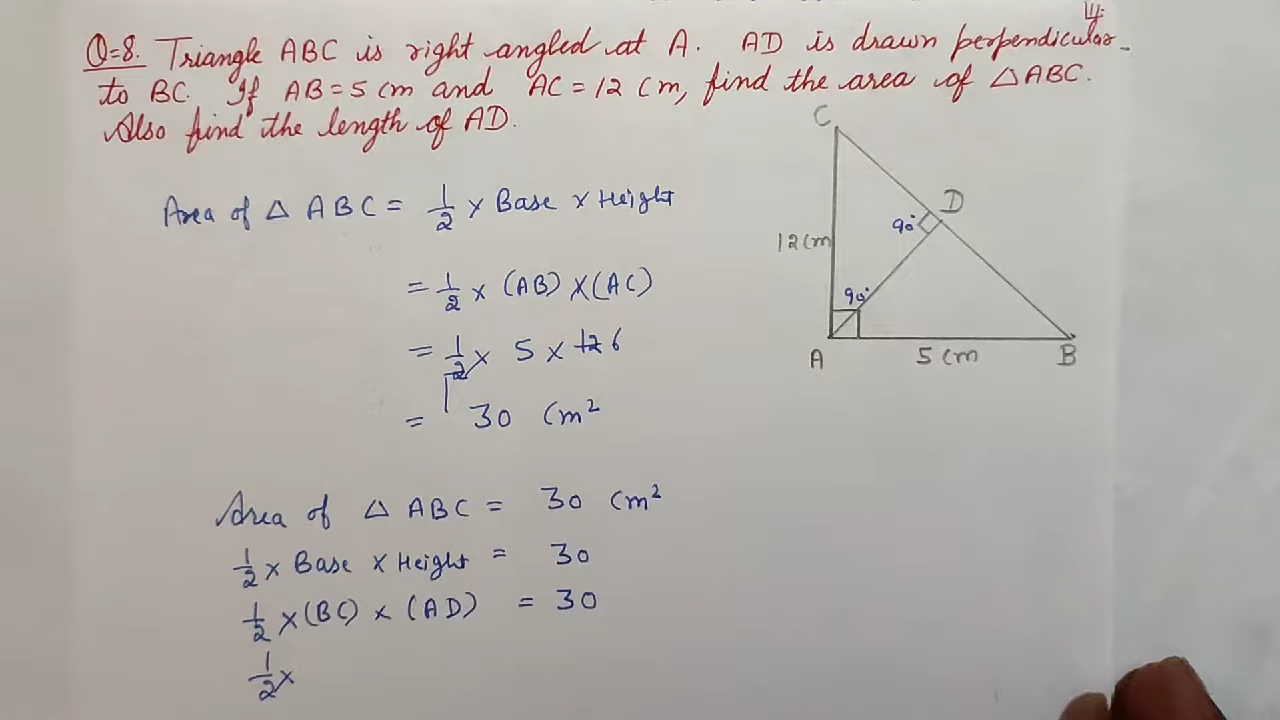 14.
Q=8. Triangle ABC is right angled at A. AD is drawn perpendicular
to BC. If AB = 5 cm and AC = 12 cm, find the area of △ABC.
Also find the length of AD.
Area of △ ABC = 1/2 × Base × Height
= 1/2 × (AB) × (AC)
= 1/2 × 5 × 12 6
1
= 30 cm²
Area of △ ABC = 30 cm²
1/2 × Base × Height = 30
1/2 × (BC) × (AD) = 30
1/2 ×
C
D
90°
12 cm
90°
A 5 cm B